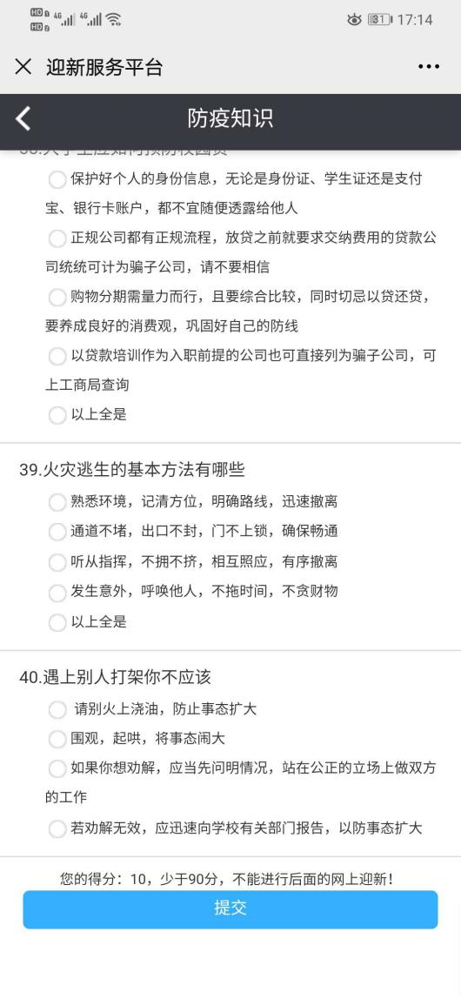 HD 1 4G 4G
HD 2
31 17:14
迎新服务平台
防疫知识
38.大学生应如何预防校园贷
保护好个人的身份信息，无论是身份证、学生证还是支付
宝、银行卡账户，都不宜随便透露给他人
正规公司都有正规流程，放贷之前就要求交纳费用的贷款公
司统统可计为骗子公司，请不要相信
购物分期需量力而行，且要综合比较，同时切忌以贷还贷，
要养成良好的消费观，巩固好自己的防线
以贷款培训作为入职前提的公司也可直接列为骗子公司，可
上工商局查询
以上全是
39.火灾逃生的基本方法有哪些
熟悉环境，记清方位，明确路线，迅速撤离
通道不堵，出口不封，门不上锁，确保畅通
听从指挥，不拥不挤，相互照应，有序撤离
发生意外，呼唤他人，不拖时间，不贪财物
以上全是
40.遇上别人打架你不应该
请别火上浇油，防止事态扩大
围观，起哄，将事态闹大
如果你想劝解，应当先问明情况，站在公正的立场上做双方
的工作
若劝解无效，应迅速向学校有关部门报告，以防事态扩大
您的得分：10，少于90分，不能进行后面的网上迎新！
提交